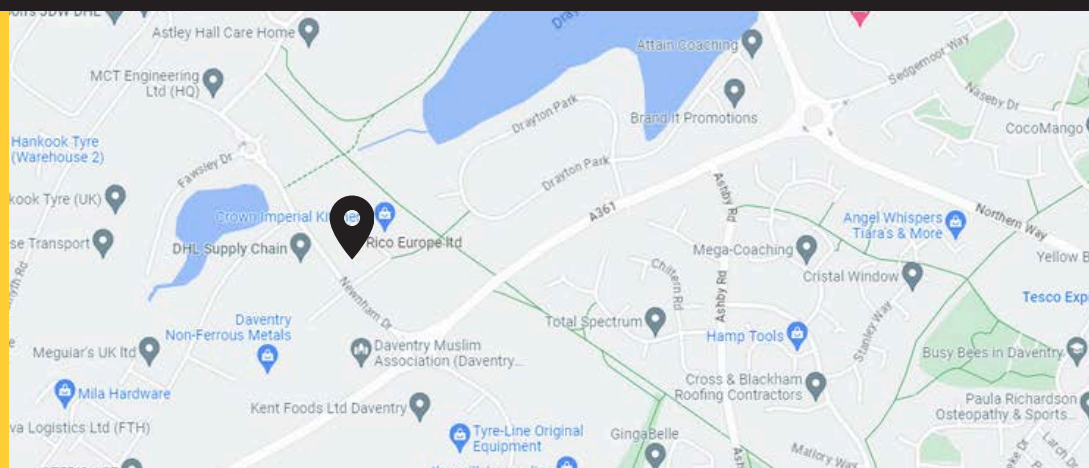 Astley Hall Care Home
MCT Engineering
Ltd (HQ)
Hankook Tyre
(Warehouse 2)
Fawsley Dr
kook Tyre (UK)
se Transport
Crown Imperial
DHL Supply Chain
Rico Europe ltd
Newnham Dr
Daventry
Non-Ferrous Metals
Meguiar's UK ltd
Mila Hardware
va Logistics Ltd (FTH)
Daventry Muslim
Association (Daventry...
Kent Foods Ltd Daventry
Tyre-Line Original
Equipment
Attain Coaching
Brand It Promotions
Drayton Park
Drayton Park
A361
Sedgemoor Way
Naseby Dr
CocoMango
Ashby Rd
Ashby Rd
Northern Way
Angel Whispers
Tiara's & More
Mega-Coaching
Cristal Window
Yellow B
Tesco Exp
Chiltern Rd
Total Spectrum
Hamp Tools
Stanley Way
Busy Bees in Daventry
Cross & Blackham
Roofing Contractors
Paula Richardson
Osteopathy & Sports...
GingaBelle
Mallory Way